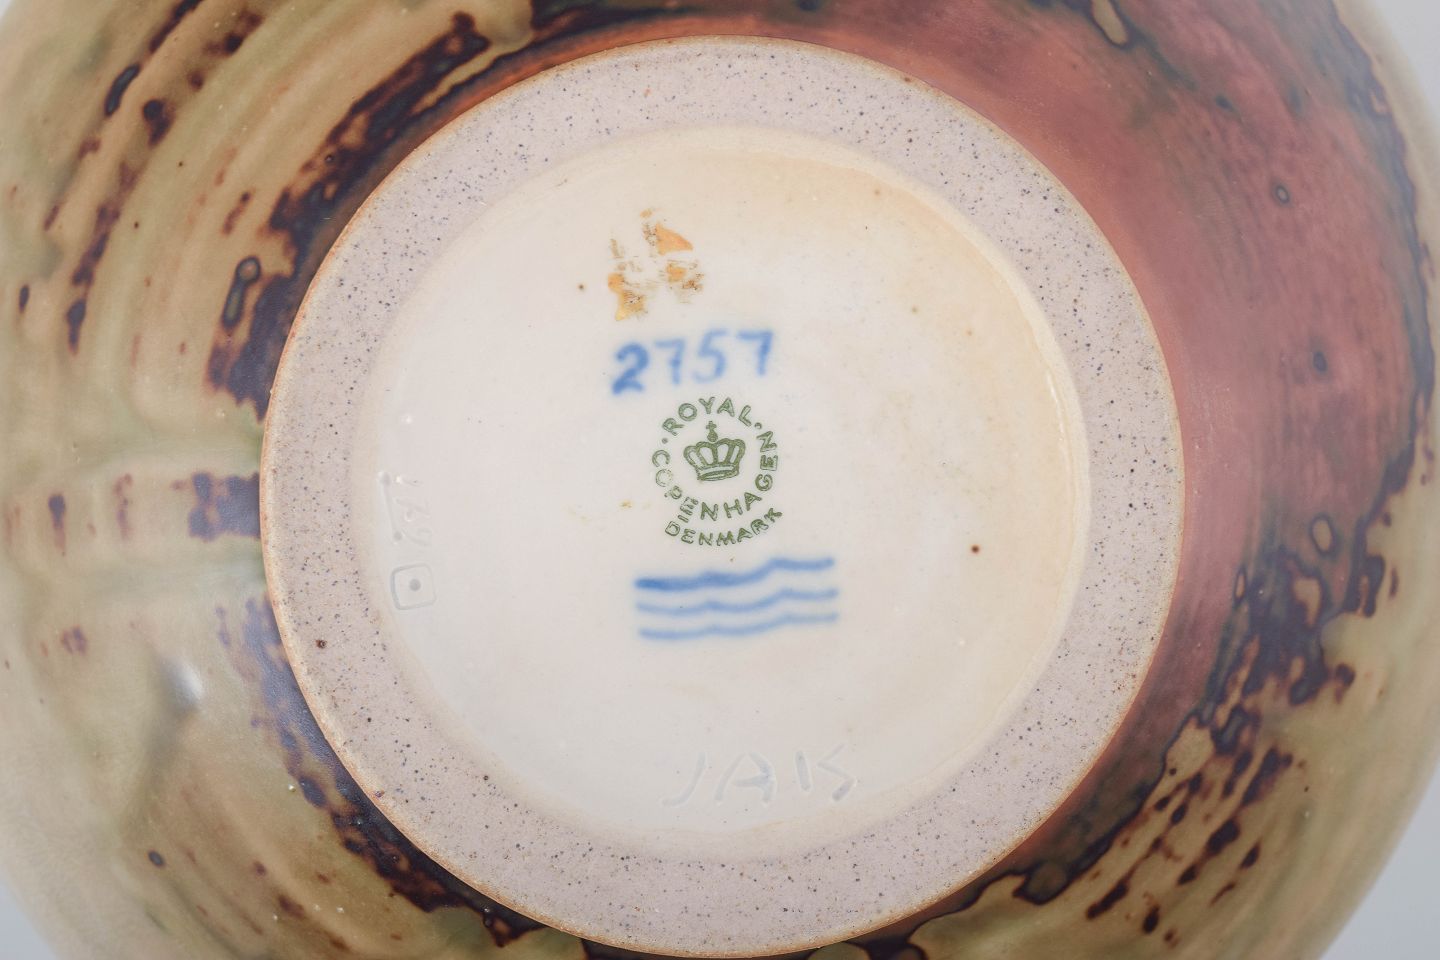 2757
ROYAL
COPENHAGEN
DENMARK
JAK